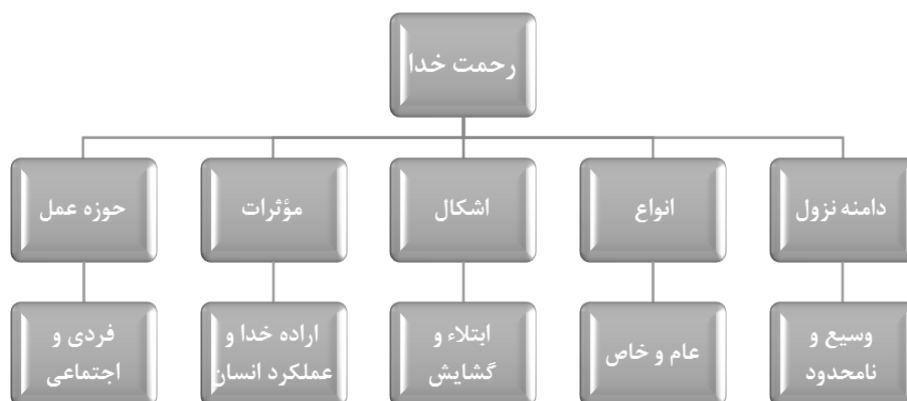 رحمت خدا
دامنه نزول
انواع
اشکال
مؤثرات
حوزه عمل
وسیع و
نامحدود
عام و خاص
ابتلاء و
گشایش
اراده خدا و
عملکرد انسان
فردی و
اجتماعی